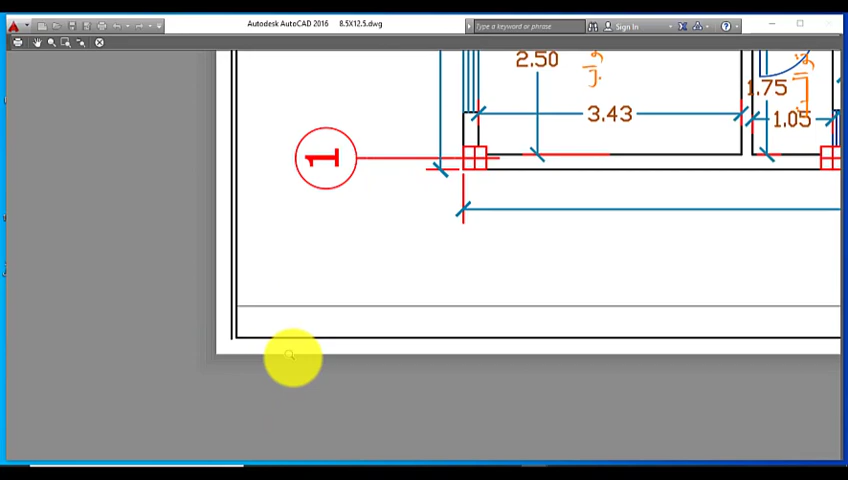 Autodesk AutoCAD 2016 8.5X12.5.dwg
Type a keyword or phrase
Sign In
2.50
1.75
3.43
1.05
1